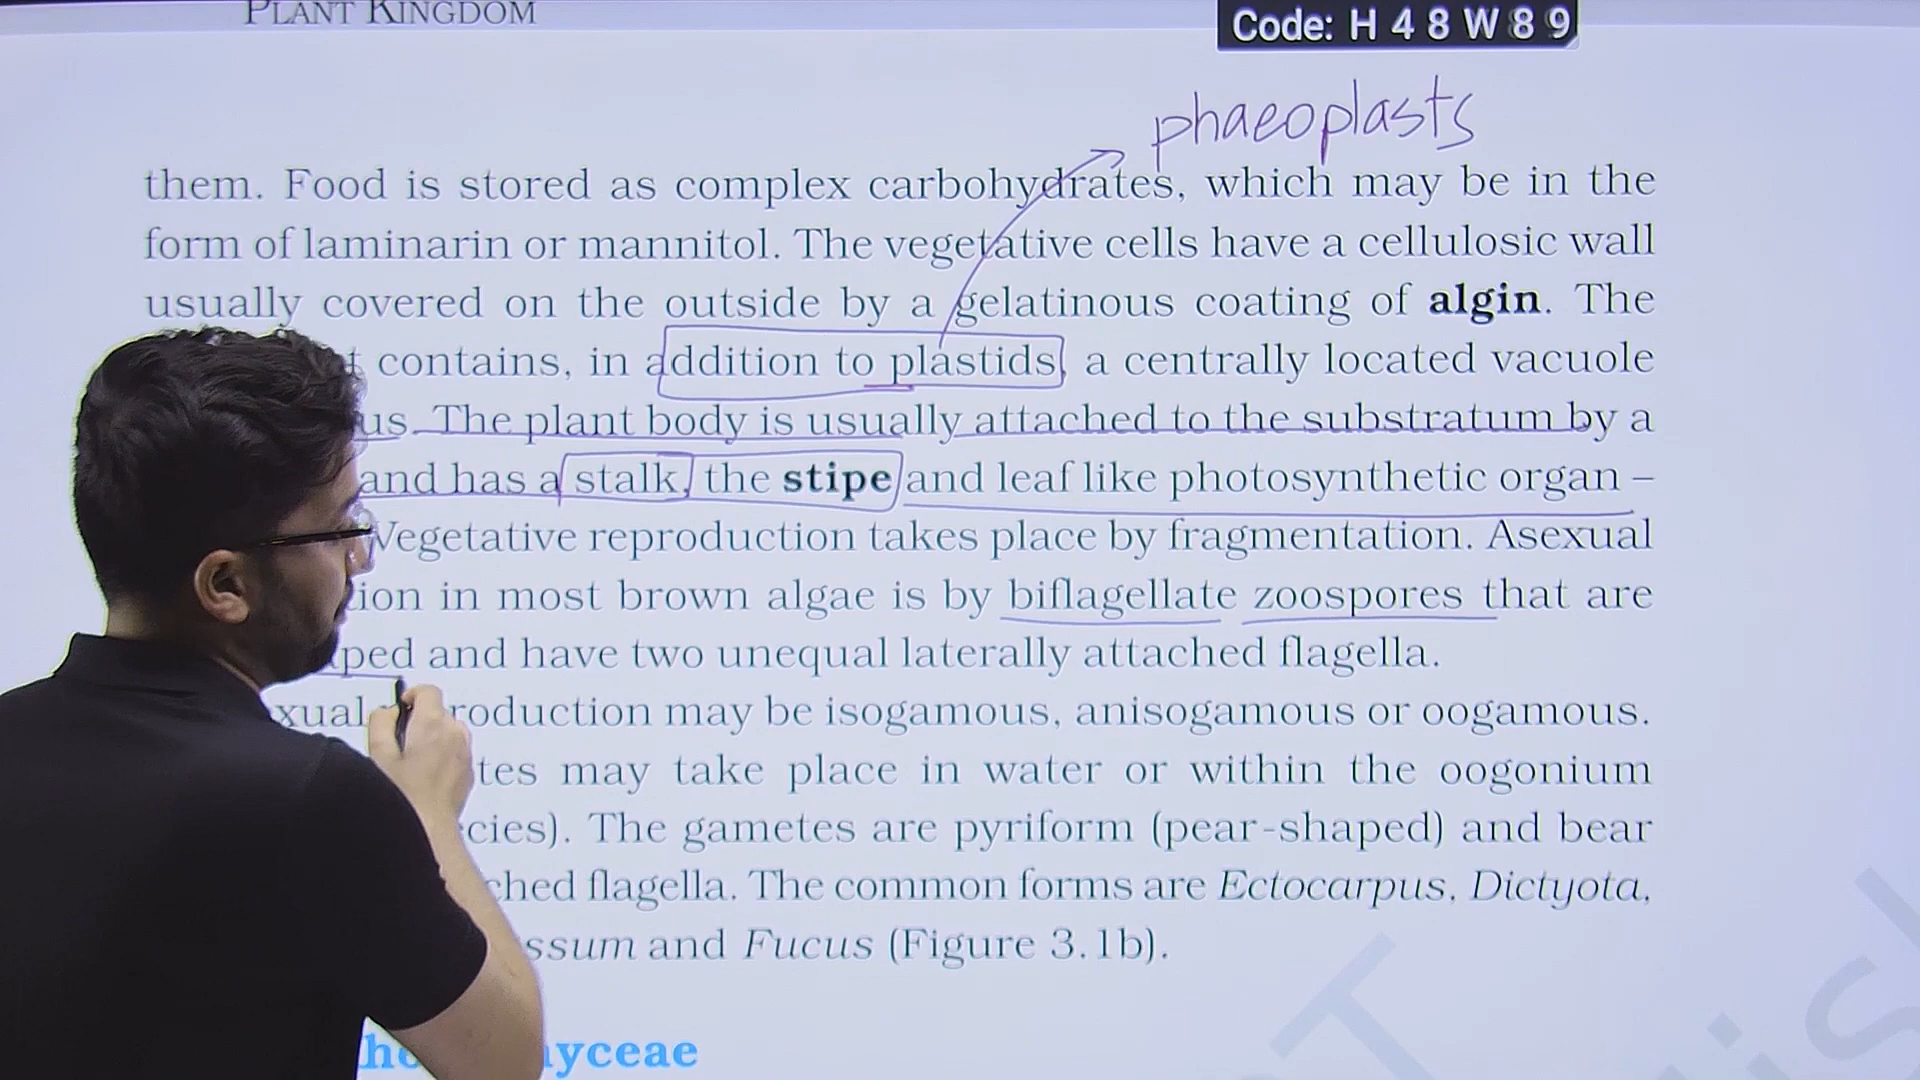 PLANT KINGDOM
Code: H 4 8 W 8 9
phaeoplasts
them. Food is stored as complex carbohydrates, which may be in the
form of laminarin or mannitol. The vegetative cells have a cellulosic wall
usually covered on the outside by a gelatinous coating of algin. The
contains, in addition to plastids, a centrally located vacuole
us. The plant body is usually attached to the substratum by a
and has a stalk, the stipe and leaf like photosynthetic organ –
Vegetative reproduction takes place by fragmentation. Asexual
tion in most brown algae is by biflagellate zoospores that are
ped and have two unequal laterally attached flagella.
xual roduction may be isogamous, anisogamous or oogamous.
tes may take place in water or within the oogonium
cies). The gametes are pyriform (pear-shaped) and bear
ched flagella. The common forms are Ectocarpus, Dictyota,
ssum and Fucus (Figure 3.1b).
yceae